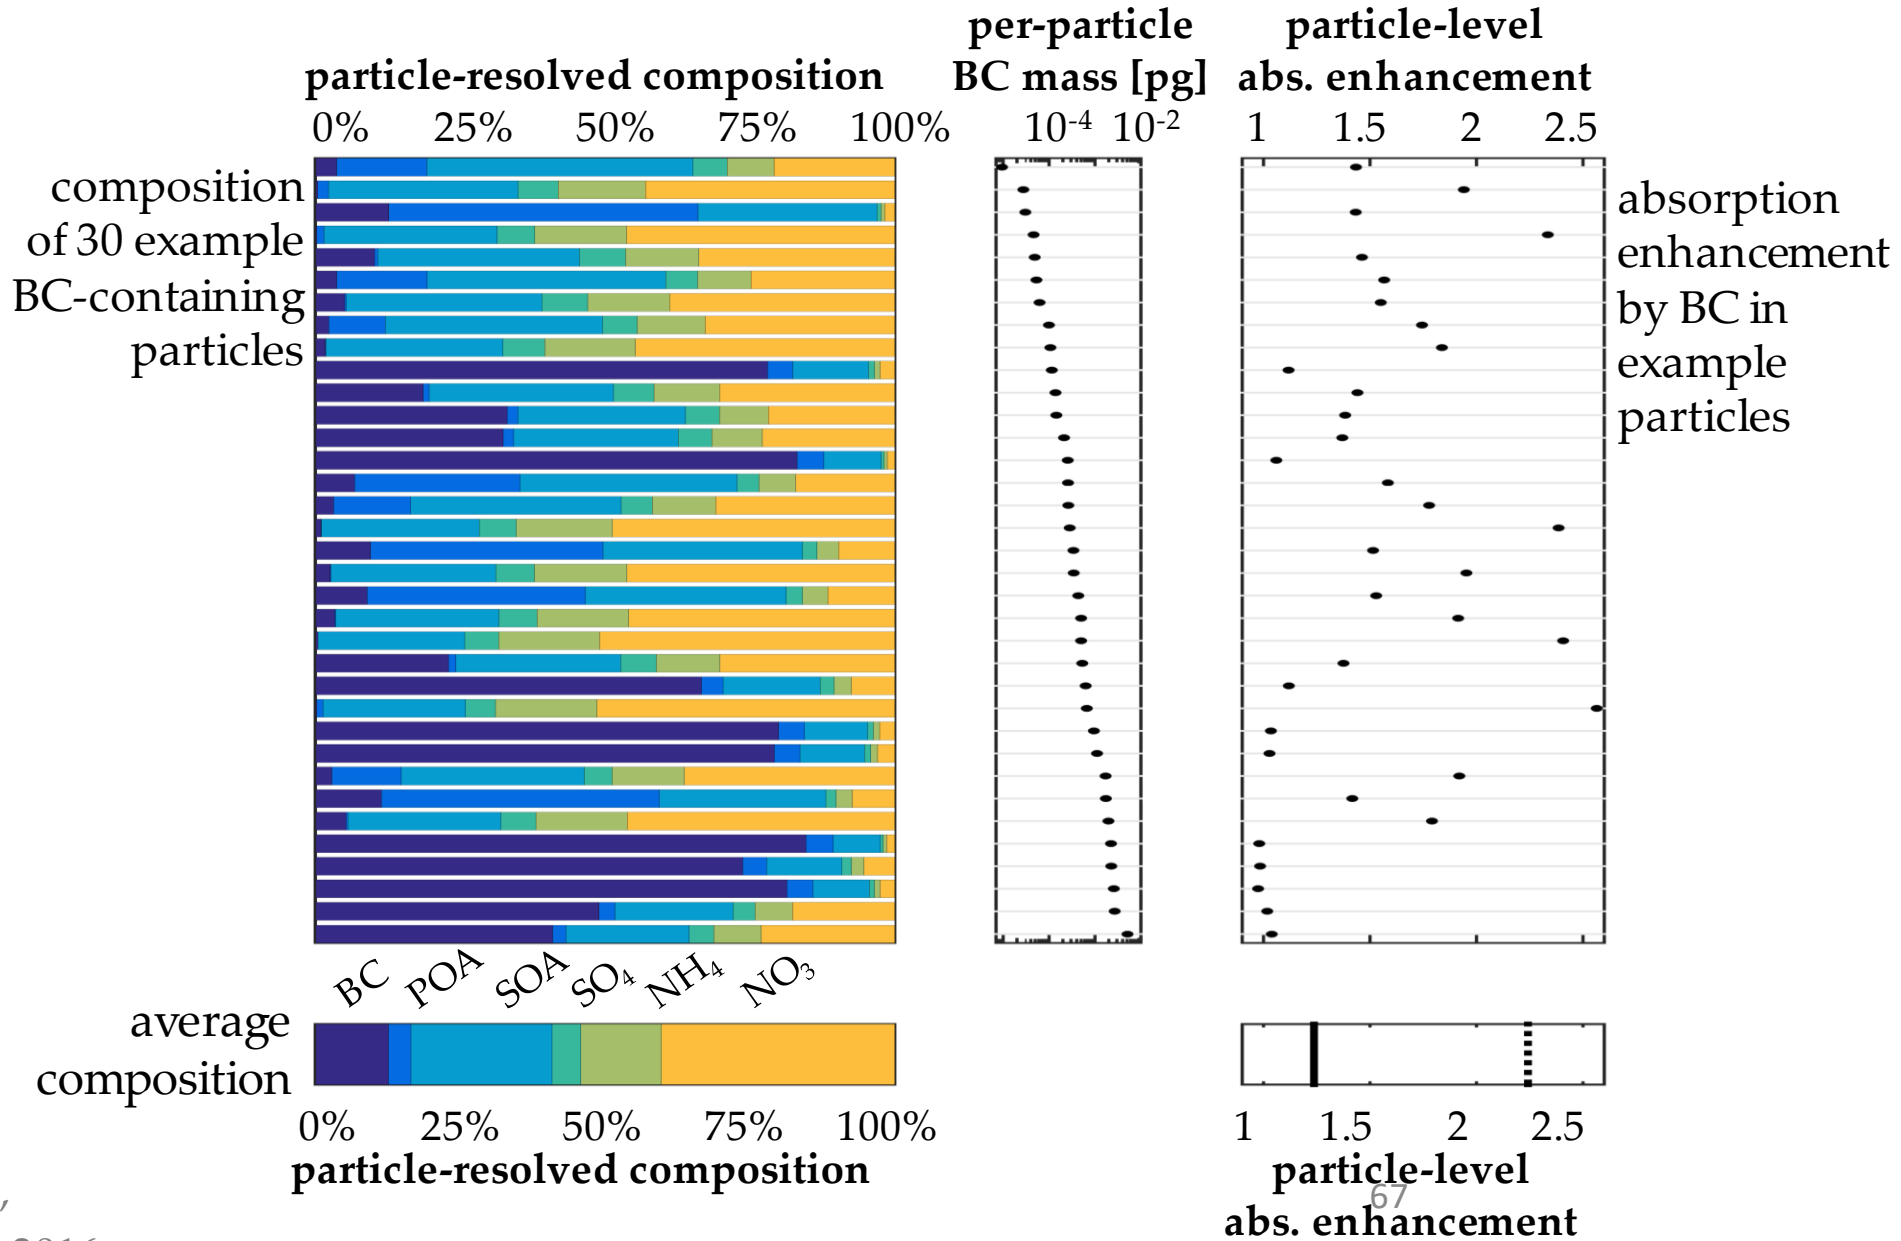 per-particle
BC mass [pg]
particle-level
abs. enhancement
particle-resolved composition
0% 25% 50% 75% 100%
10-4 10-2
1 1.5 2 2.5
composition
of 30 example
BC-containing
particles
absorption
enhancement
by BC in
example
particles
BC POA SOA SO4 NH4 NO3
average
composition
0% 25% 50% 75% 100%
particle-resolved composition
1 1.5 2 2.5
particle-level
abs. enhancement
67